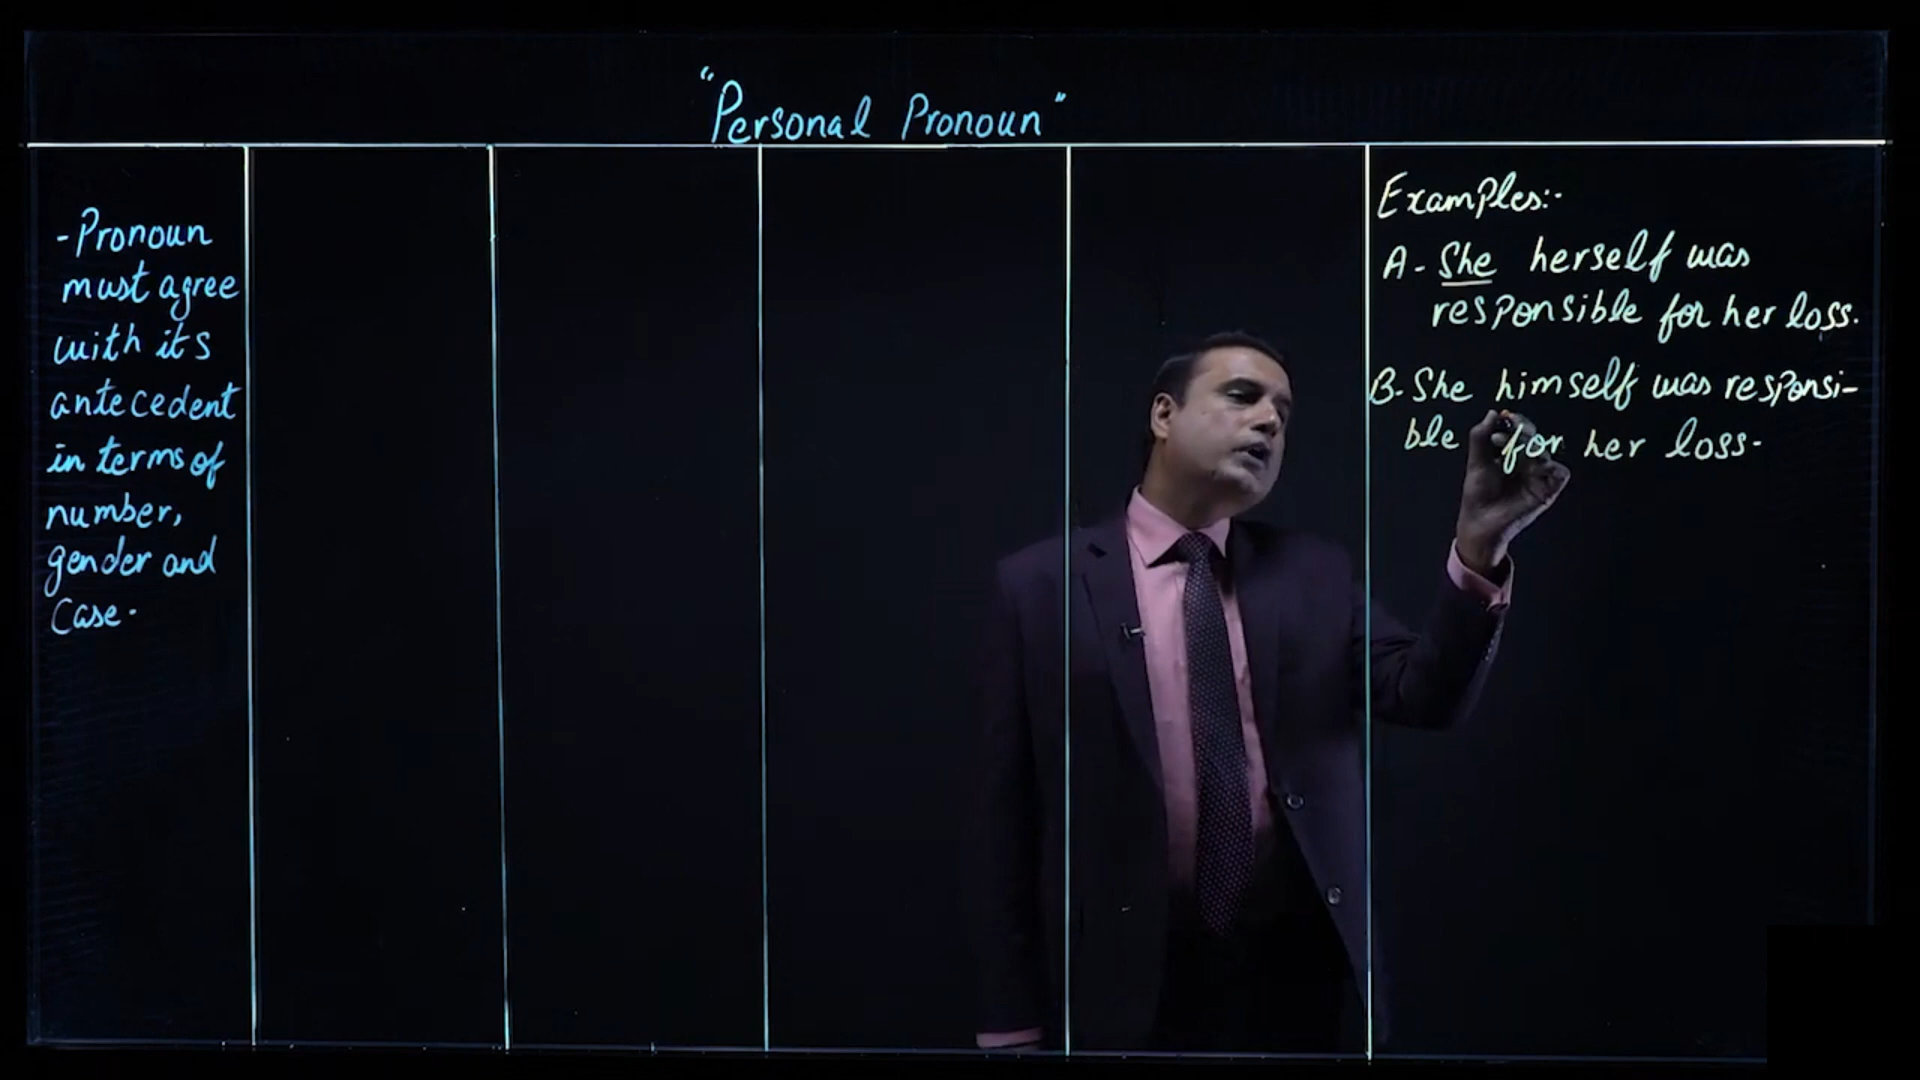 "Personal Pronoun"
- Pronoun
must agree
with its
antecedent
in terms of
number,
gender and
Case.
Examples:-
A- She herself was
responsible for her loss.
B- She himself was responsi-
ble for her loss.